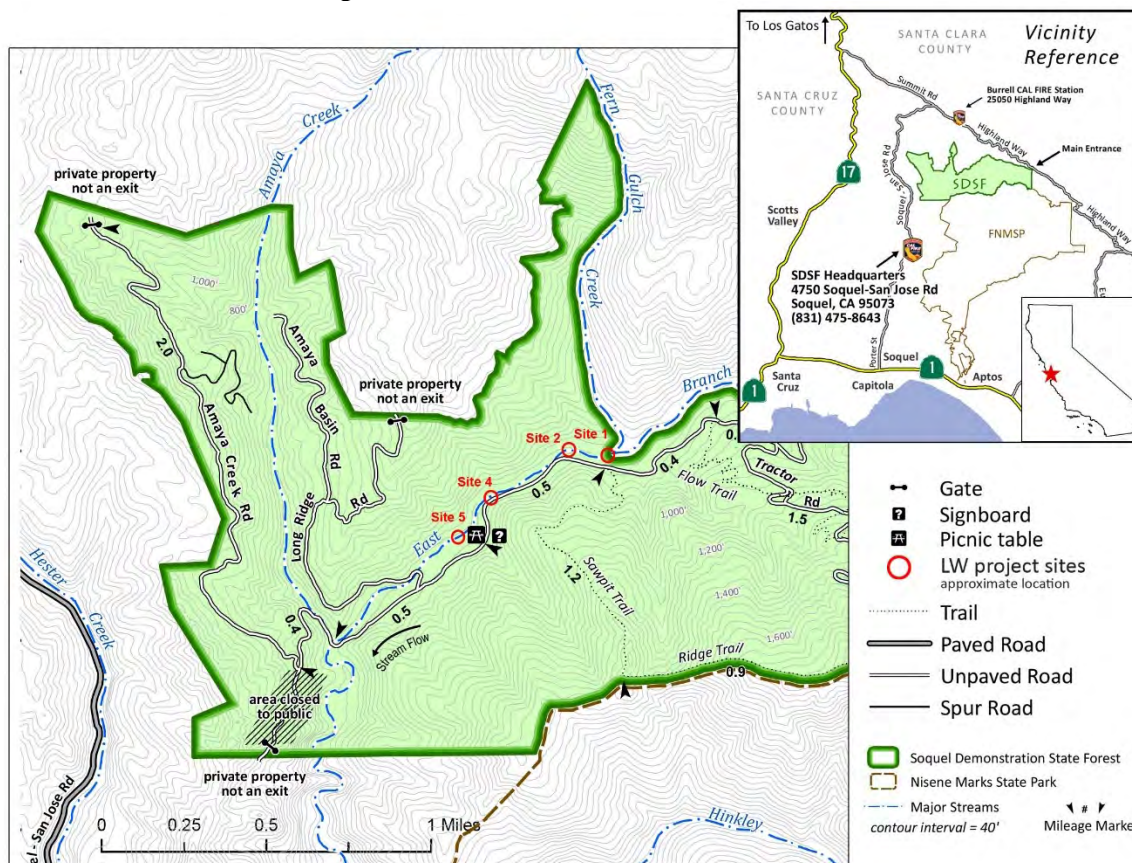 To Los Gatos
SANTA CLARA
COUNTY
Vicinity
Reference
SANTA CRUZ
COUNTY
Summit Rd
Burrell CAL FIRE Station
25050 Highland Way
Highland Way
Main Entrance
17
Soquel - San Jose Rd
SDSF
Highland Way
Scotts
Valley
FNMSP
SDSF Headquarters
4750 Soquel-San Jose Rd
Soquel, CA 95073
(831) 475-8643
Porter St
Soquel
1
1
Santa
Cruz
Capitola
Aptos
Amaya
Creek
Fern
Gulch
Creek
private property
not an exit
1,000'
800'
2.0
Amaya Creek Rd
Amaya
Basin
Rd
private property
not an exit
Long Ridge
Rd
Branch
Site 2
Site 1
Site 4
Site 5
0.5
0.4
Flow Trail
Tractor
Rd
1.5
East
?
1,000'
1,200'
1,400'
1,600'
1.2
Sawpit Trail
Ridge Trail
0.9
0.5
0.4
Stream Flow
area closed
to public
private property
not an exit
Hester
Creek
San Jose Rd
Hinkley
0
0.25
0.5
1 Miles
Gate
? Signboard
Picnic table
LW project sites
approximate location
Trail
Paved Road
Unpaved Road
Spur Road
Soquel Demonstration State Forest
Nisene Marks State Park
Major Streams
#
contour interval = 40'
Mileage Marke